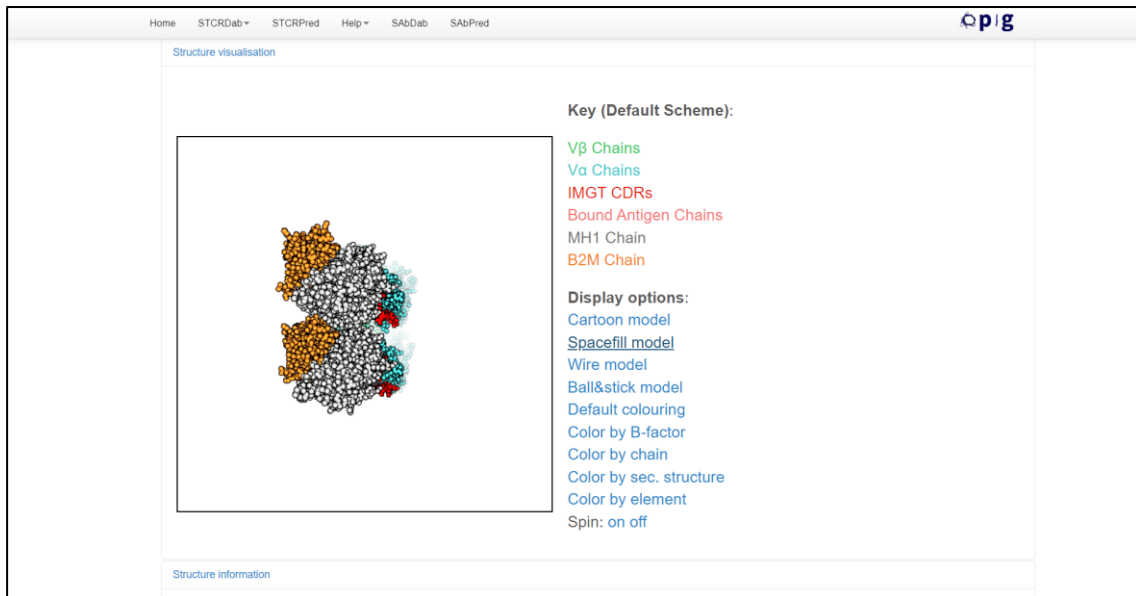 Home STCRDab STCRPred Help SAbDab SAbPred opig
Structure visualisation
Key (Default Scheme):
Vβ Chains
Vα Chains
IMGT CDRs
Bound Antigen Chains
MH1 Chain
B2M Chain
Display options:
Cartoon model
Spacefill model
Wire model
Ball&stick model
Default colouring
Color by B-factor
Color by chain
Color by sec. structure
Color by element
Spin: on off
Structure information